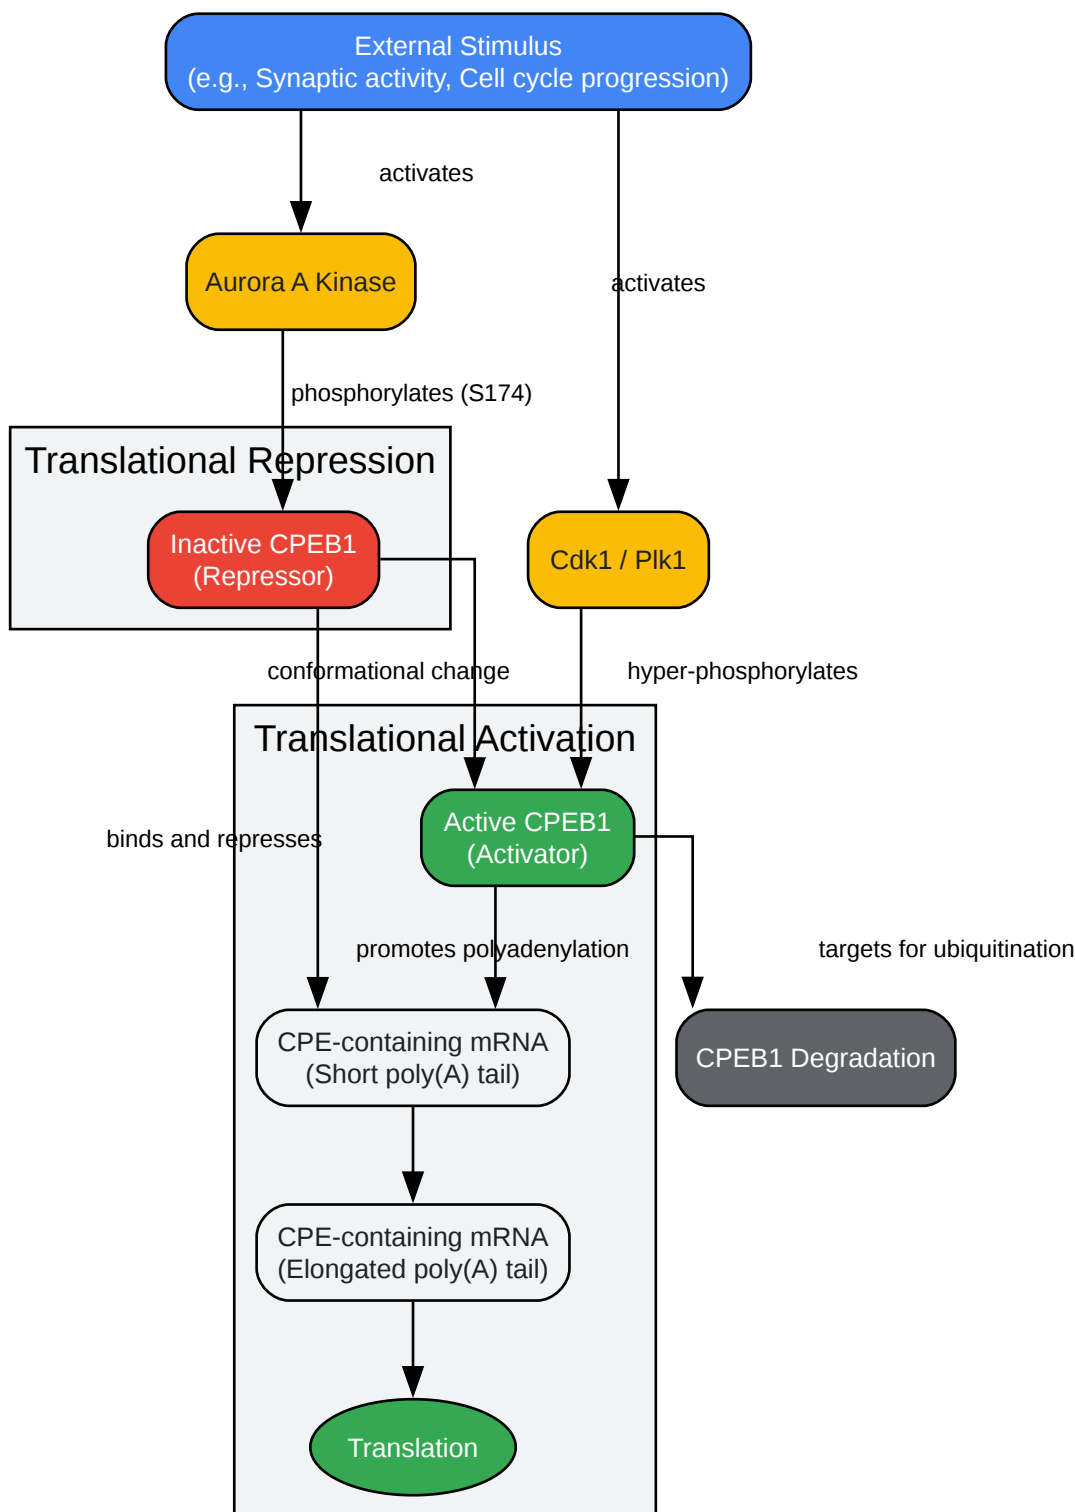 External Stimulus
(e.g., Synaptic activity, Cell cycle progression)
activates
Aurora A Kinase
activates
phosphorylates (S174)
Translational Repression
Inactive CPEB1
(Repressor)
Cdk1 / Plk1
conformational change
hyper-phosphorylates
Translational Activation
Active CPEB1
(Activator)
binds and represses
promotes polyadenylation
targets for ubiquitination
CPE-containing mRNA
(Short poly(A) tail)
CPEB1 Degradation
CPE-containing mRNA
(Elongated poly(A) tail)
Translation